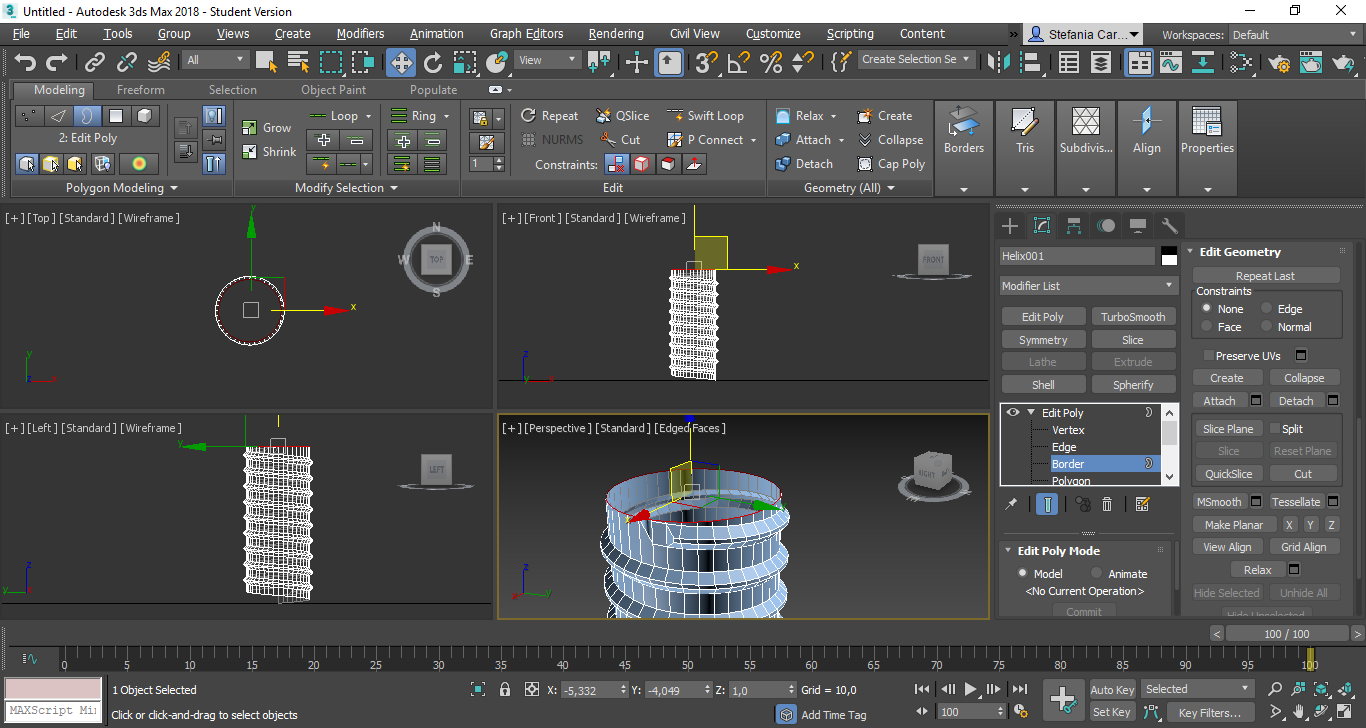 Untitled - Autodesk 3ds Max 2018 - Student Version
File Edit Tools Group Views Create Modifiers Animation Graph Editors Rendering Civil View Customize Scripting Content » Stefania Car... Workspaces: Default
All View Create Selection Se
Modeling Freeform Selection Object Paint Populate
2: Edit Poly
Polygon Modeling
Grow
Shrink
Loop
Ring
Modify Selection
Repeat QSlice Swift Loop
NURMS Cut P Connect
1 Constraints:
Edit
Relax Create
Attach Collapse
Detach Cap Poly
Geometry (All)
Borders Tris Subdivis... Align Properties
[+] [Top] [Standard] [Wireframe]
y
N
W TOP E
S
x
y
z x
[+] [Front] [Standard] [Wireframe]
FRONT
x
z
y x
[+] [Left] [Standard] [Wireframe]
y
LEFT
z
y x
[+] [Perspective] [Standard] [Edged Faces]
RIGHT
z
x y
Helix001
Modifier List
Edit Poly TurboSmooth
Symmetry Slice
Lathe Extrude
Shell Spherify
Edit Poly
Vertex
Edge
Border
Polygon
Edit Poly Mode
Model Animate
<No Current Operation>
Commit
Edit Geometry
Repeat Last
Constraints
None Edge
Face Normal
Preserve UVs
Create Collapse
Attach Detach
Slice Plane Split
Slice Reset Plane
QuickSlice Cut
MSmooth Tessellate
Make Planar X Y Z
View Align Grid Align
Relax
Hide Selected Unhide All
Hide Unselected
< 100 / 100 >
0 5 10 15 20 25 30 35 40 45 50 55 60 65 70 75 80 85 90 95 100
1 Object Selected X: -5,332 Y: -4,049 Z: 1,0 Grid = 10,0 Auto Key Selected
MAXScript Mi
Click or click-and-drag to select objects Add Time Tag 100 Set Key Key Filters...